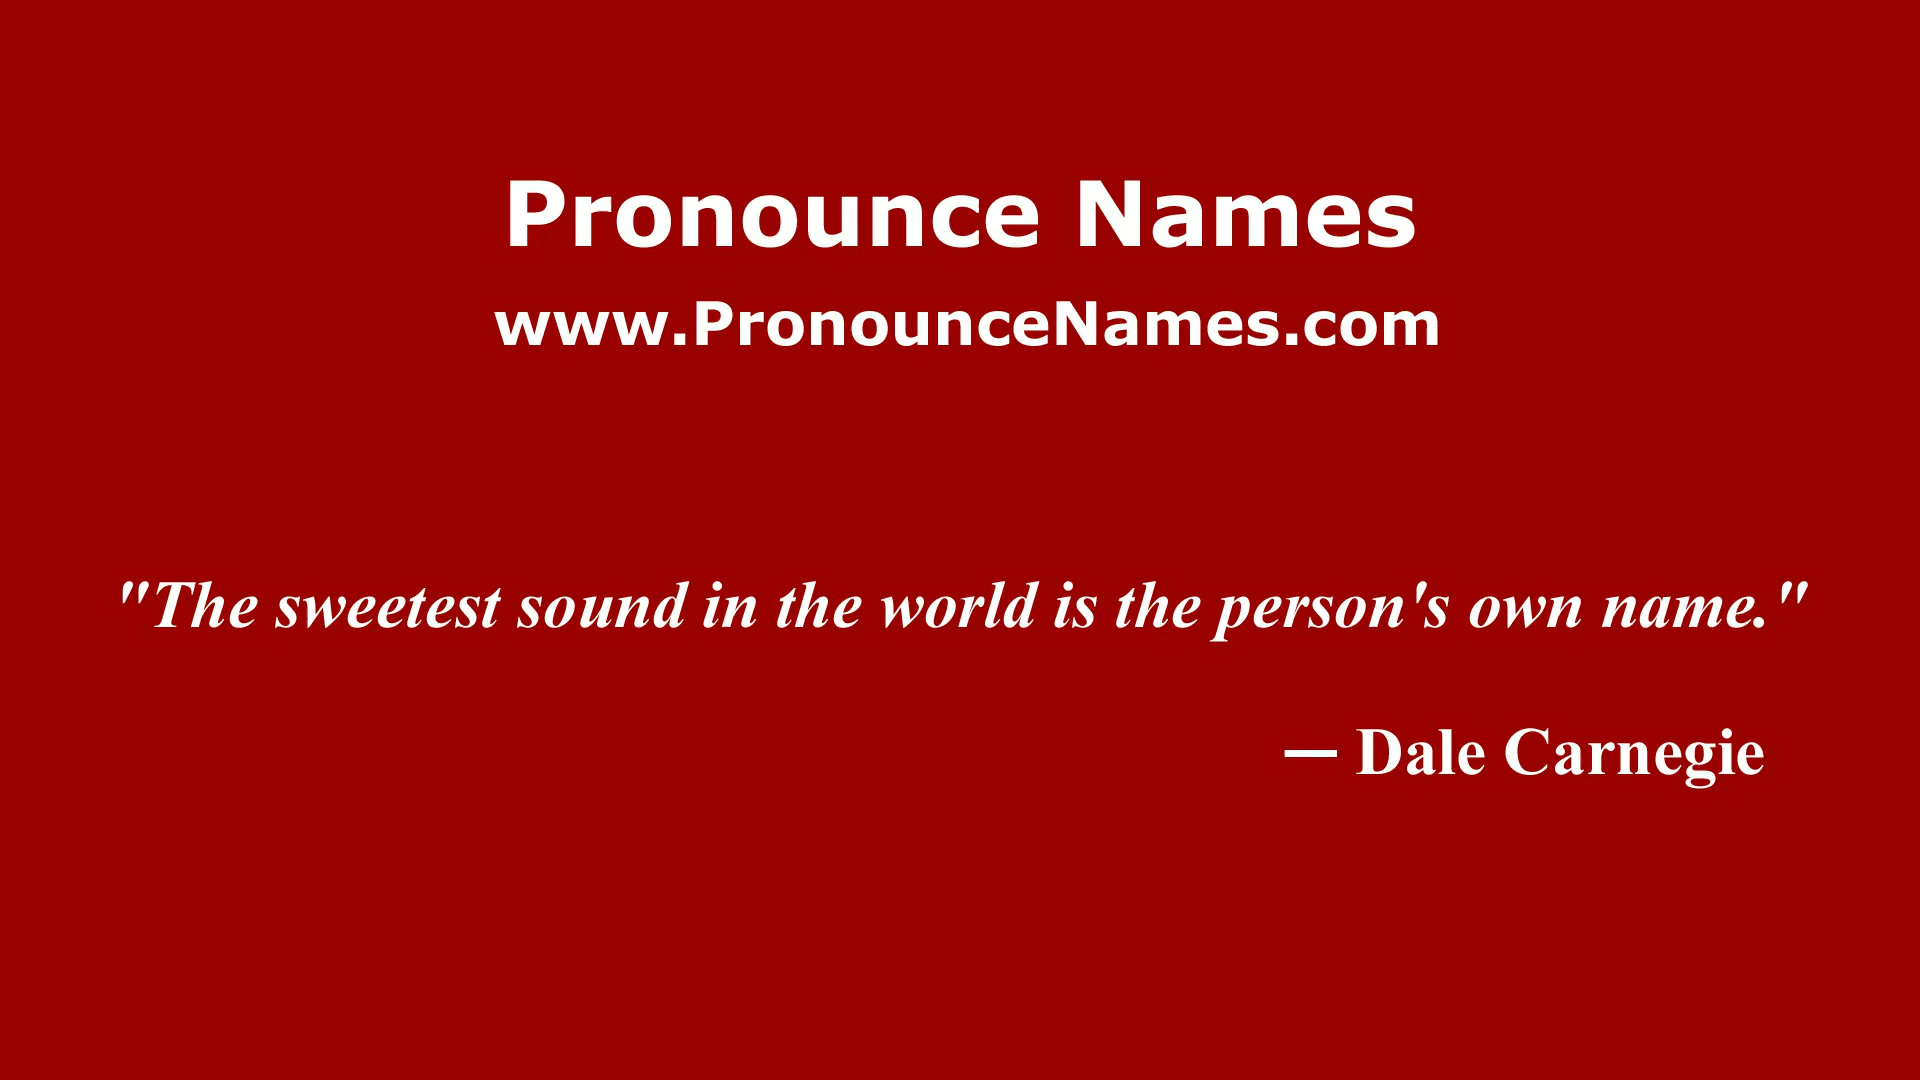 Pronounce Names
www.PronounceNames.com
"The sweetest sound in the world is the person's own name."
— Dale Carnegie